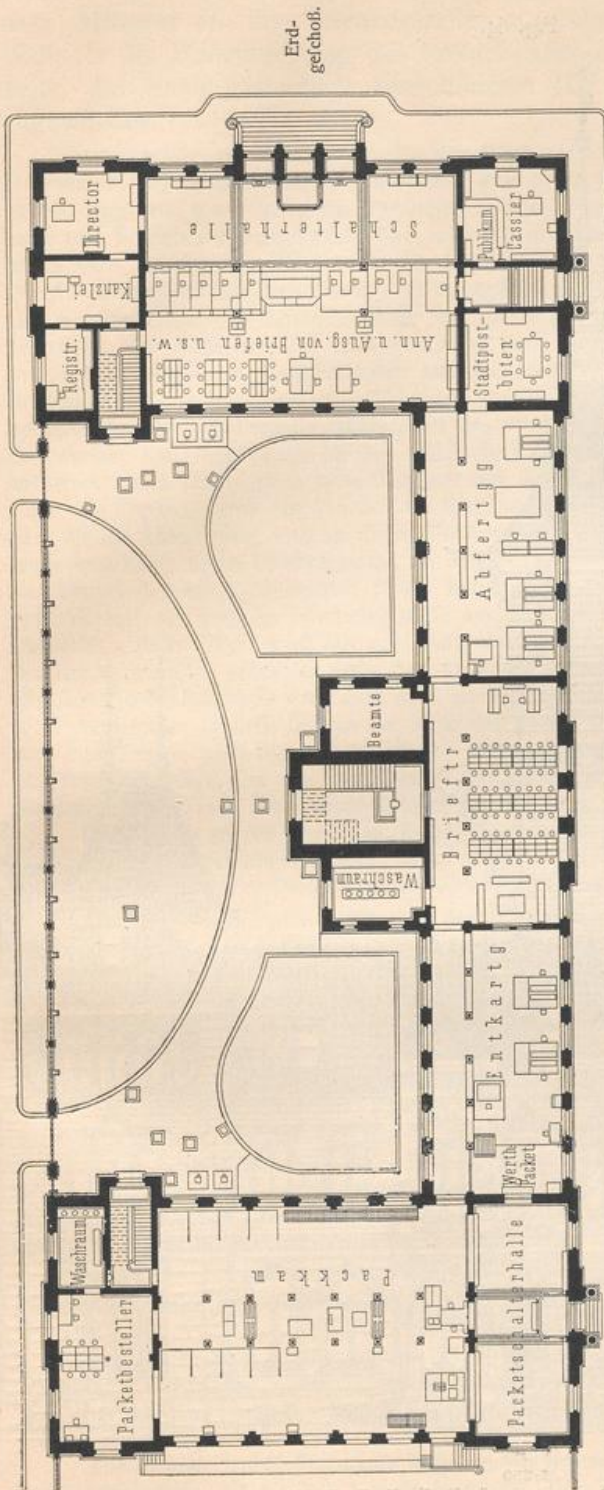 Erd-
geſchoß.
Director
Kanzlei
Registr.
Schalterhalle
Ann. u. Ausg. von Briefen u.s.w.
Publikum
Cassier
Stadtpost-
boten
Abfertgg
Beamte
Brieftr
Waschraum
Entkartg
Werth
Packet
Waschraum
Packetbesteller
Packkam
Packetschalterhalle